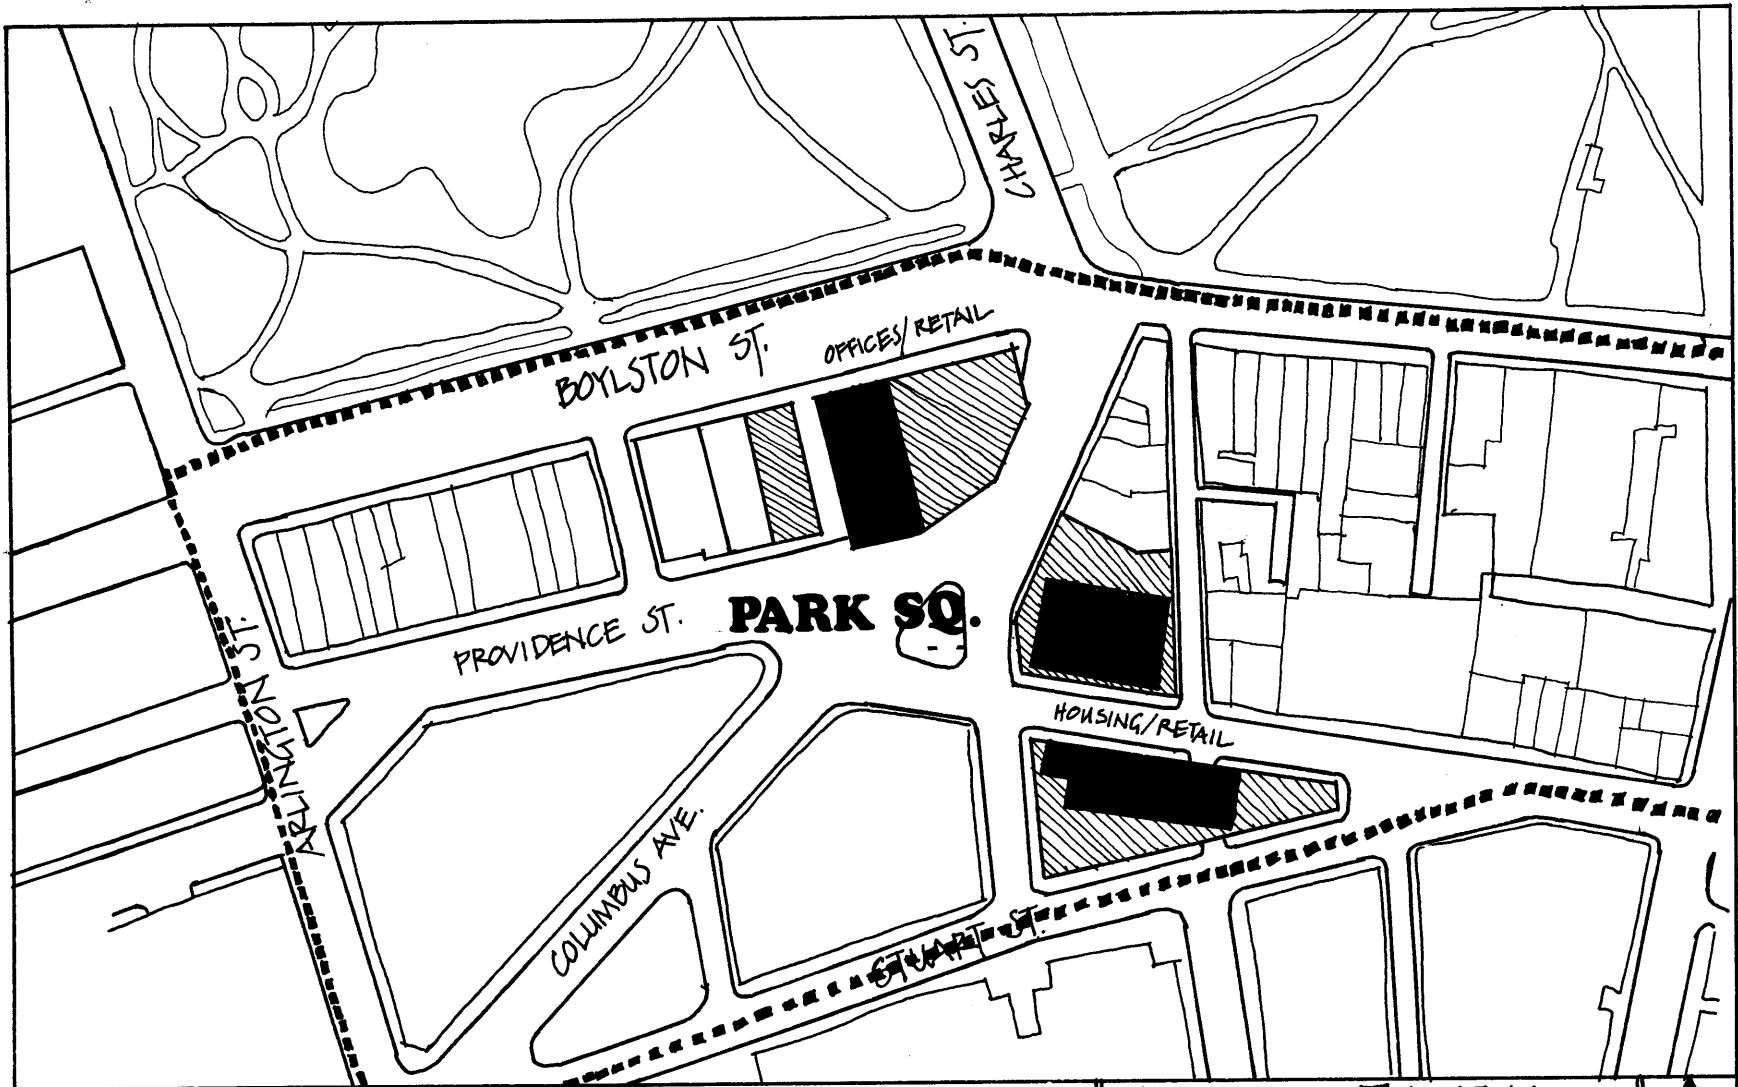 CHARLES ST.
BOYLSTON ST.
OFFICES/RETAIL
PARK SQ.
PROVIDENCE ST.
ARLINGTON ST.
HOUSING/RETAIL
COLUMBUS AVE.
STUART ST.